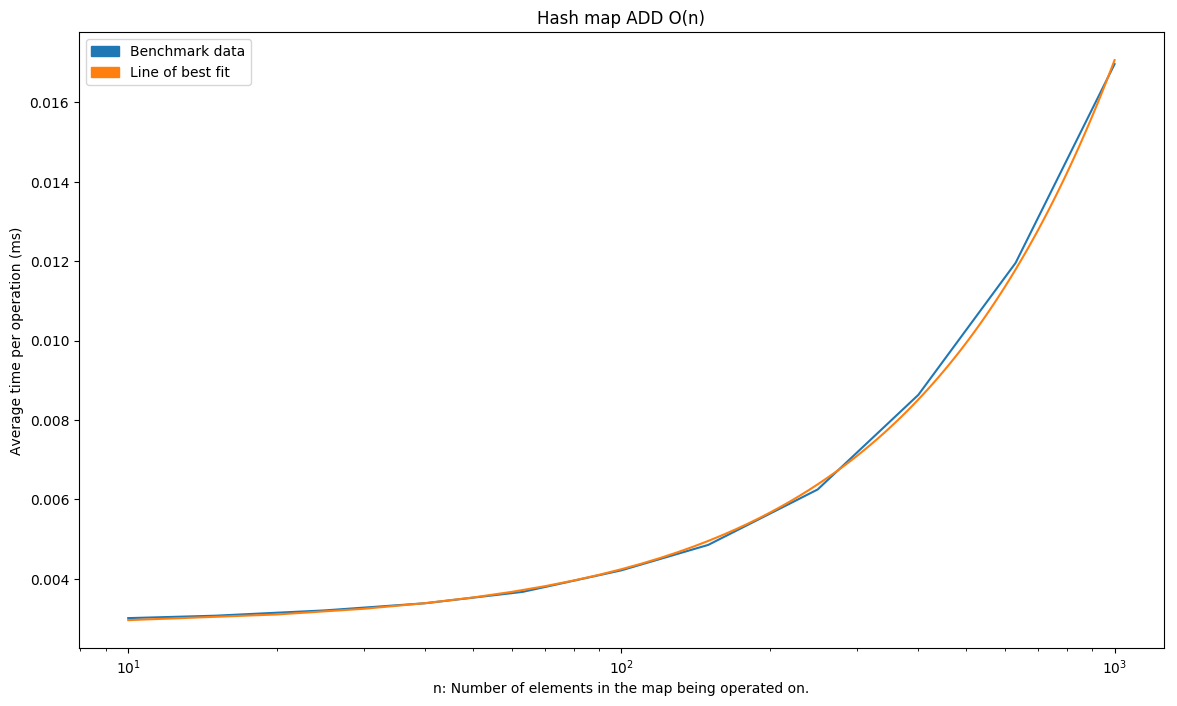 Hash map ADD O(n)
Benchmark data
Line of best fit
0.016
0.014
0.012
0.010
0.008
0.006
0.004
Average time per operation (ms)
10¹
10²
10³
n: Number of elements in the map being operated on.